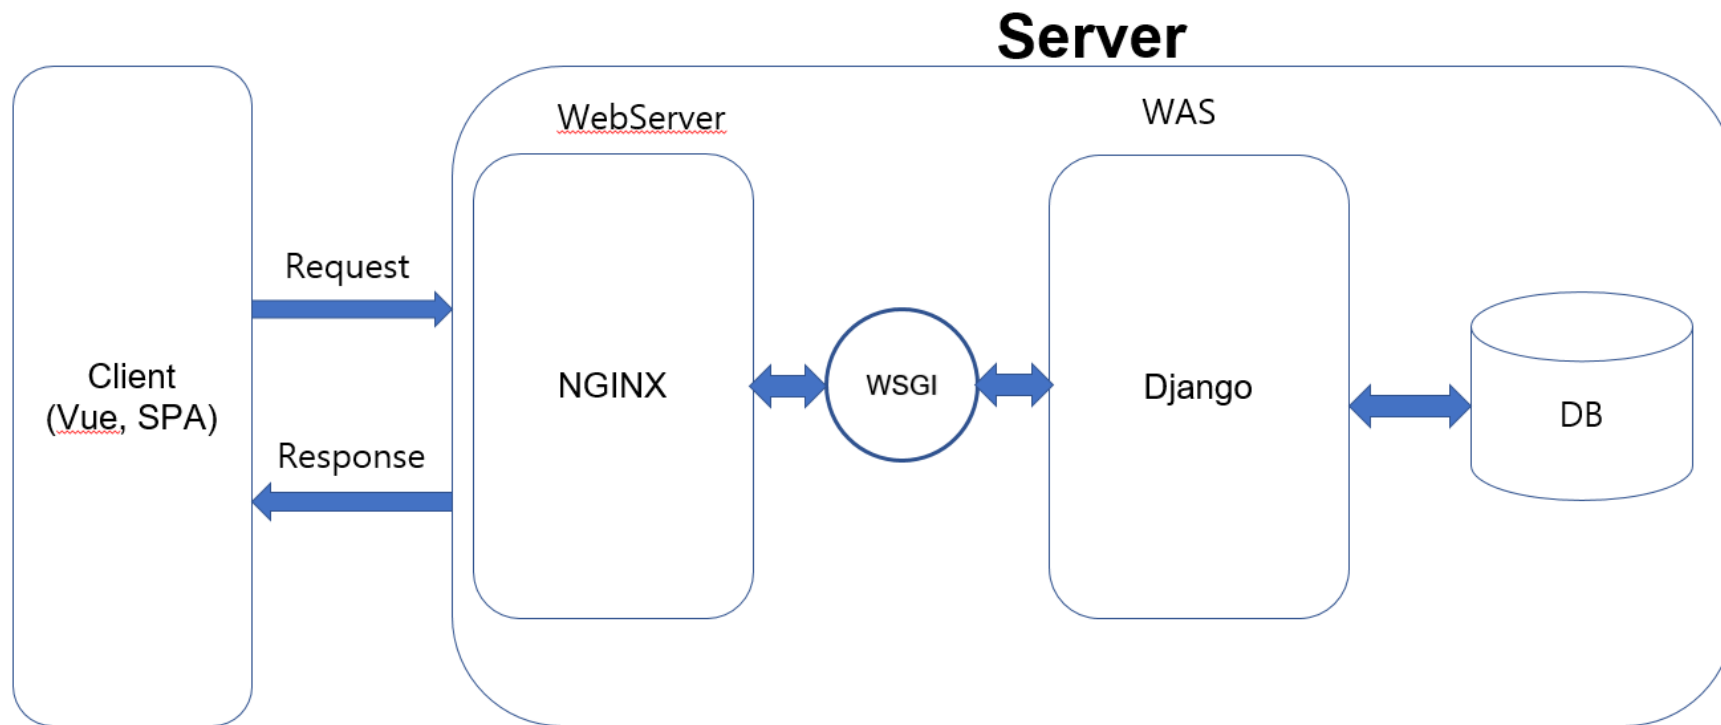 Server
WebServer
WAS
Request
Client
(Vue, SPA)
Response
NGINX
WSGI
Django
DB